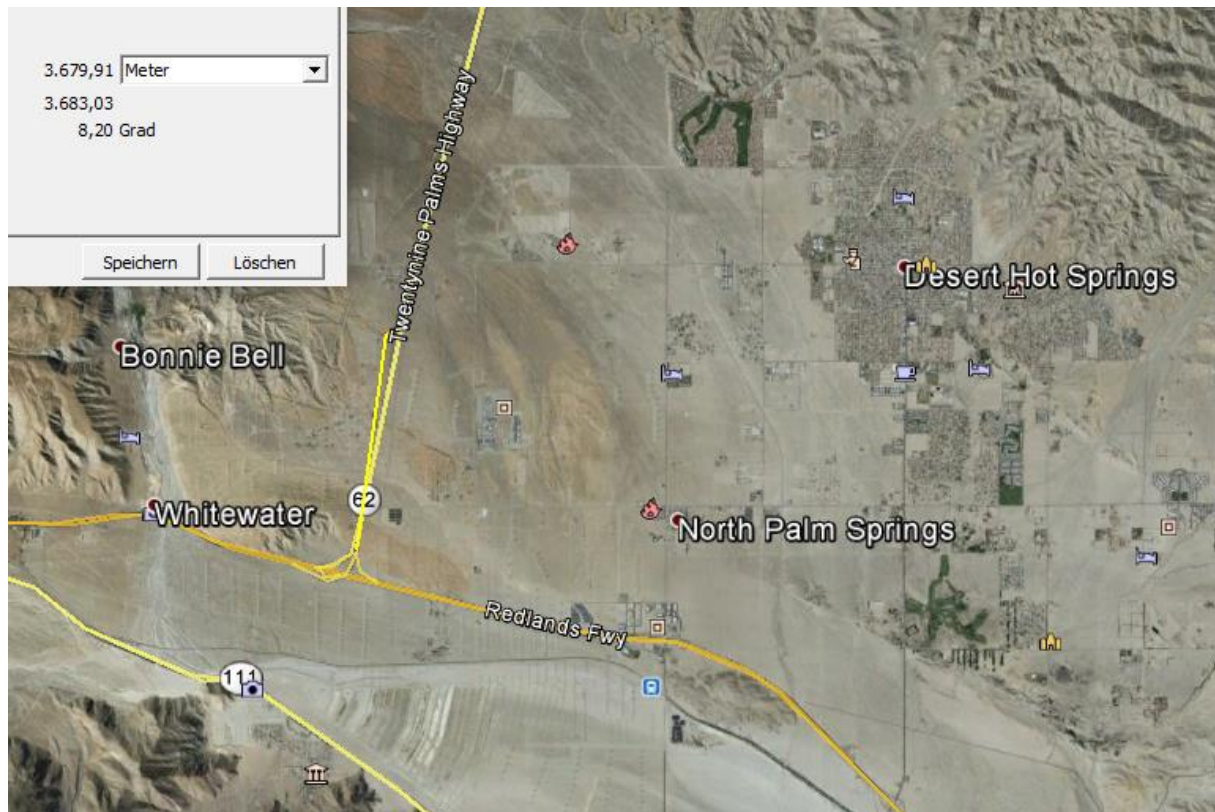 3.679,91 Meter
3.683,03
8,20 Grad
Speichern Löschen
Twentynine Palms Highway
Desert Hot Springs
Bonnie Bell
62
Whitewater
North Palm Springs
Redlands Fwy
111